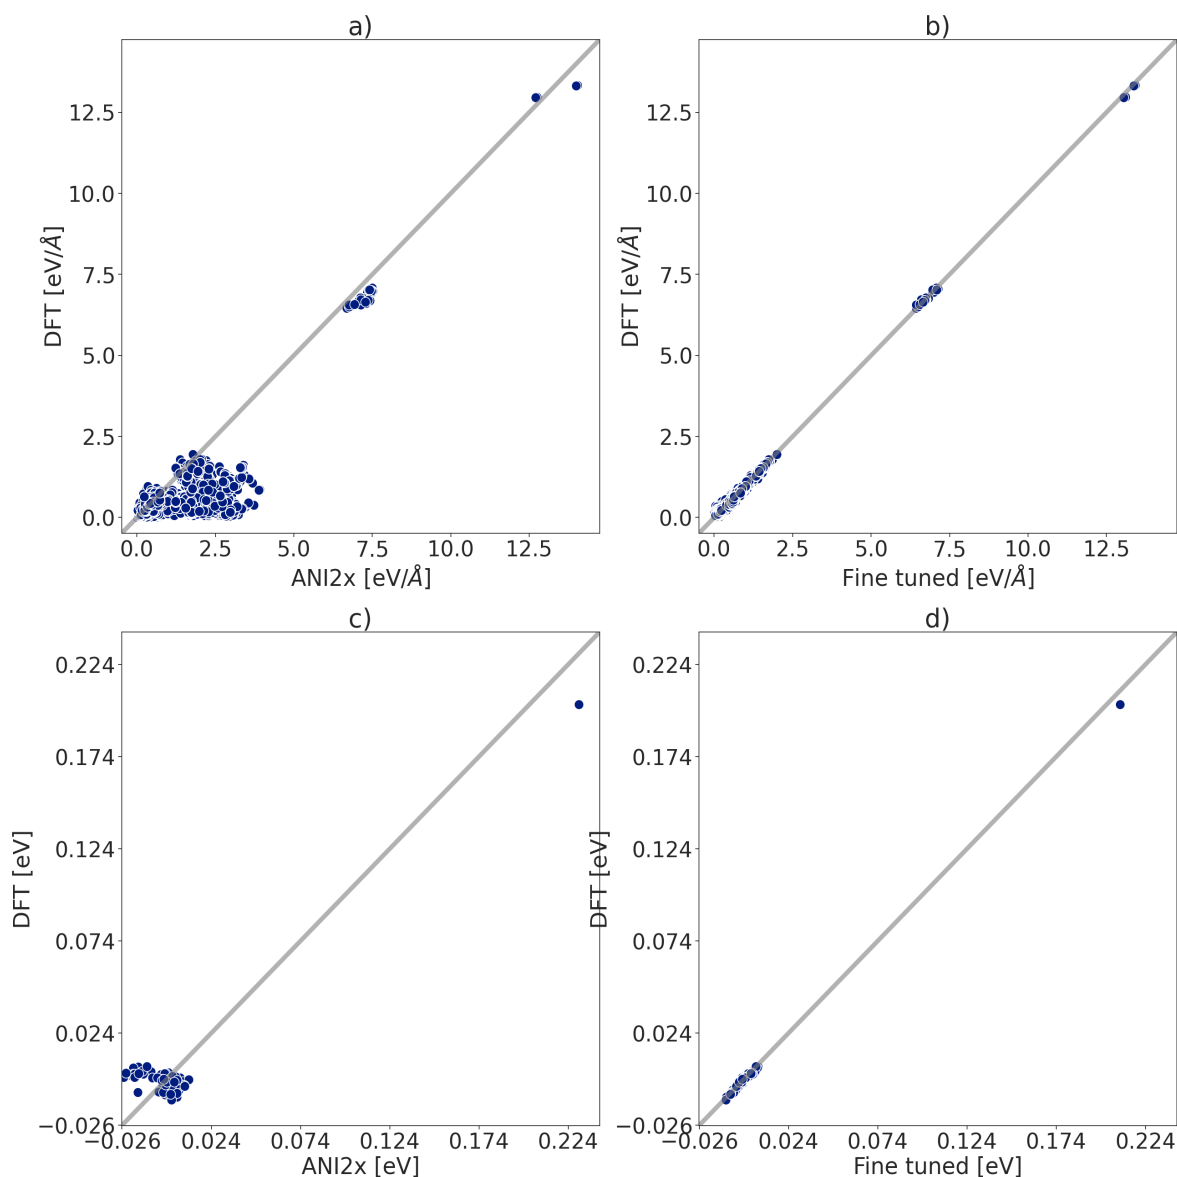 a)
12.5
10.0
7.5
5.0
2.5
0.0
DFT [eV/Å]
0.0 2.5 5.0 7.5 10.0 12.5
ANI2x [eV/Å]
b)
12.5
10.0
7.5
5.0
2.5
0.0
DFT [eV/Å]
0.0 2.5 5.0 7.5 10.0 12.5
Fine tuned [eV/Å]
c)
0.224
0.174
0.124
0.074
0.024
−0.026
DFT [eV]
−0.026 0.024 0.074 0.124 0.174 0.224
ANI2x [eV]
d)
0.224
0.174
0.124
0.074
0.024
−0.026
DFT [eV]
−0.026 0.024 0.074 0.124 0.174 0.224
Fine tuned [eV]